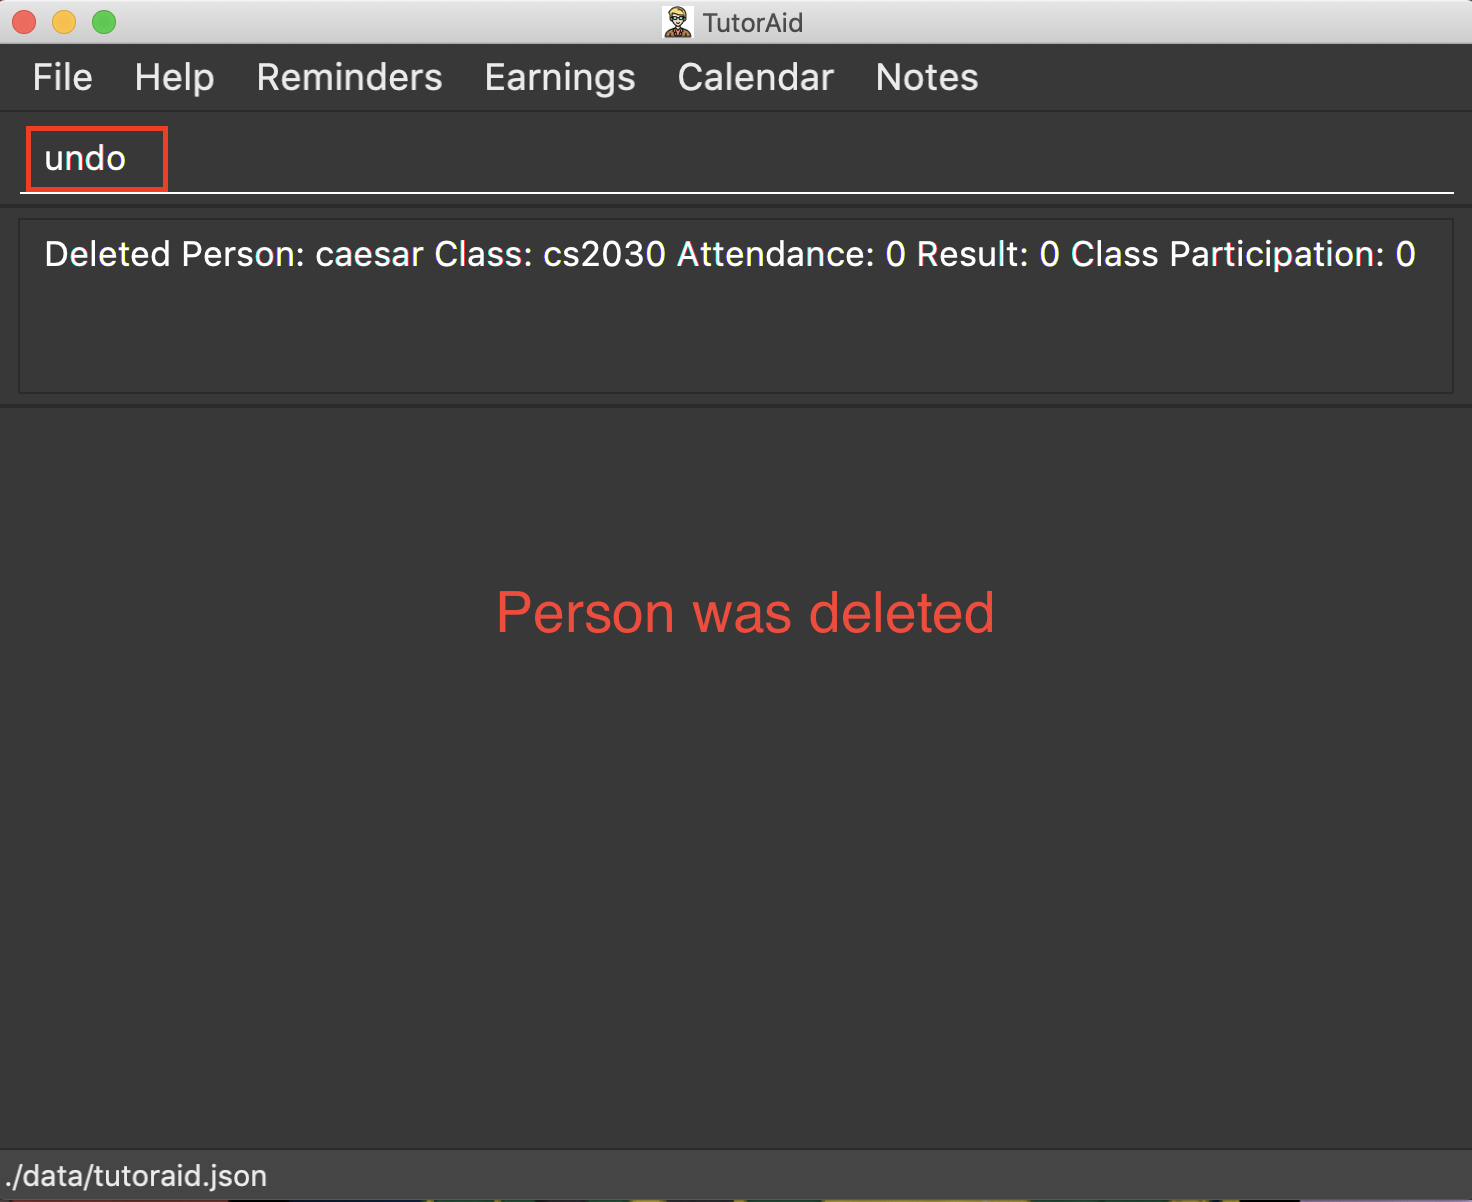 TutorAid
File Help Reminders Earnings Calendar Notes
undo
Deleted Person: caesar Class: cs2030 Attendance: 0 Result: 0 Class Participation: 0
Person was deleted
./data/tutoraid.json